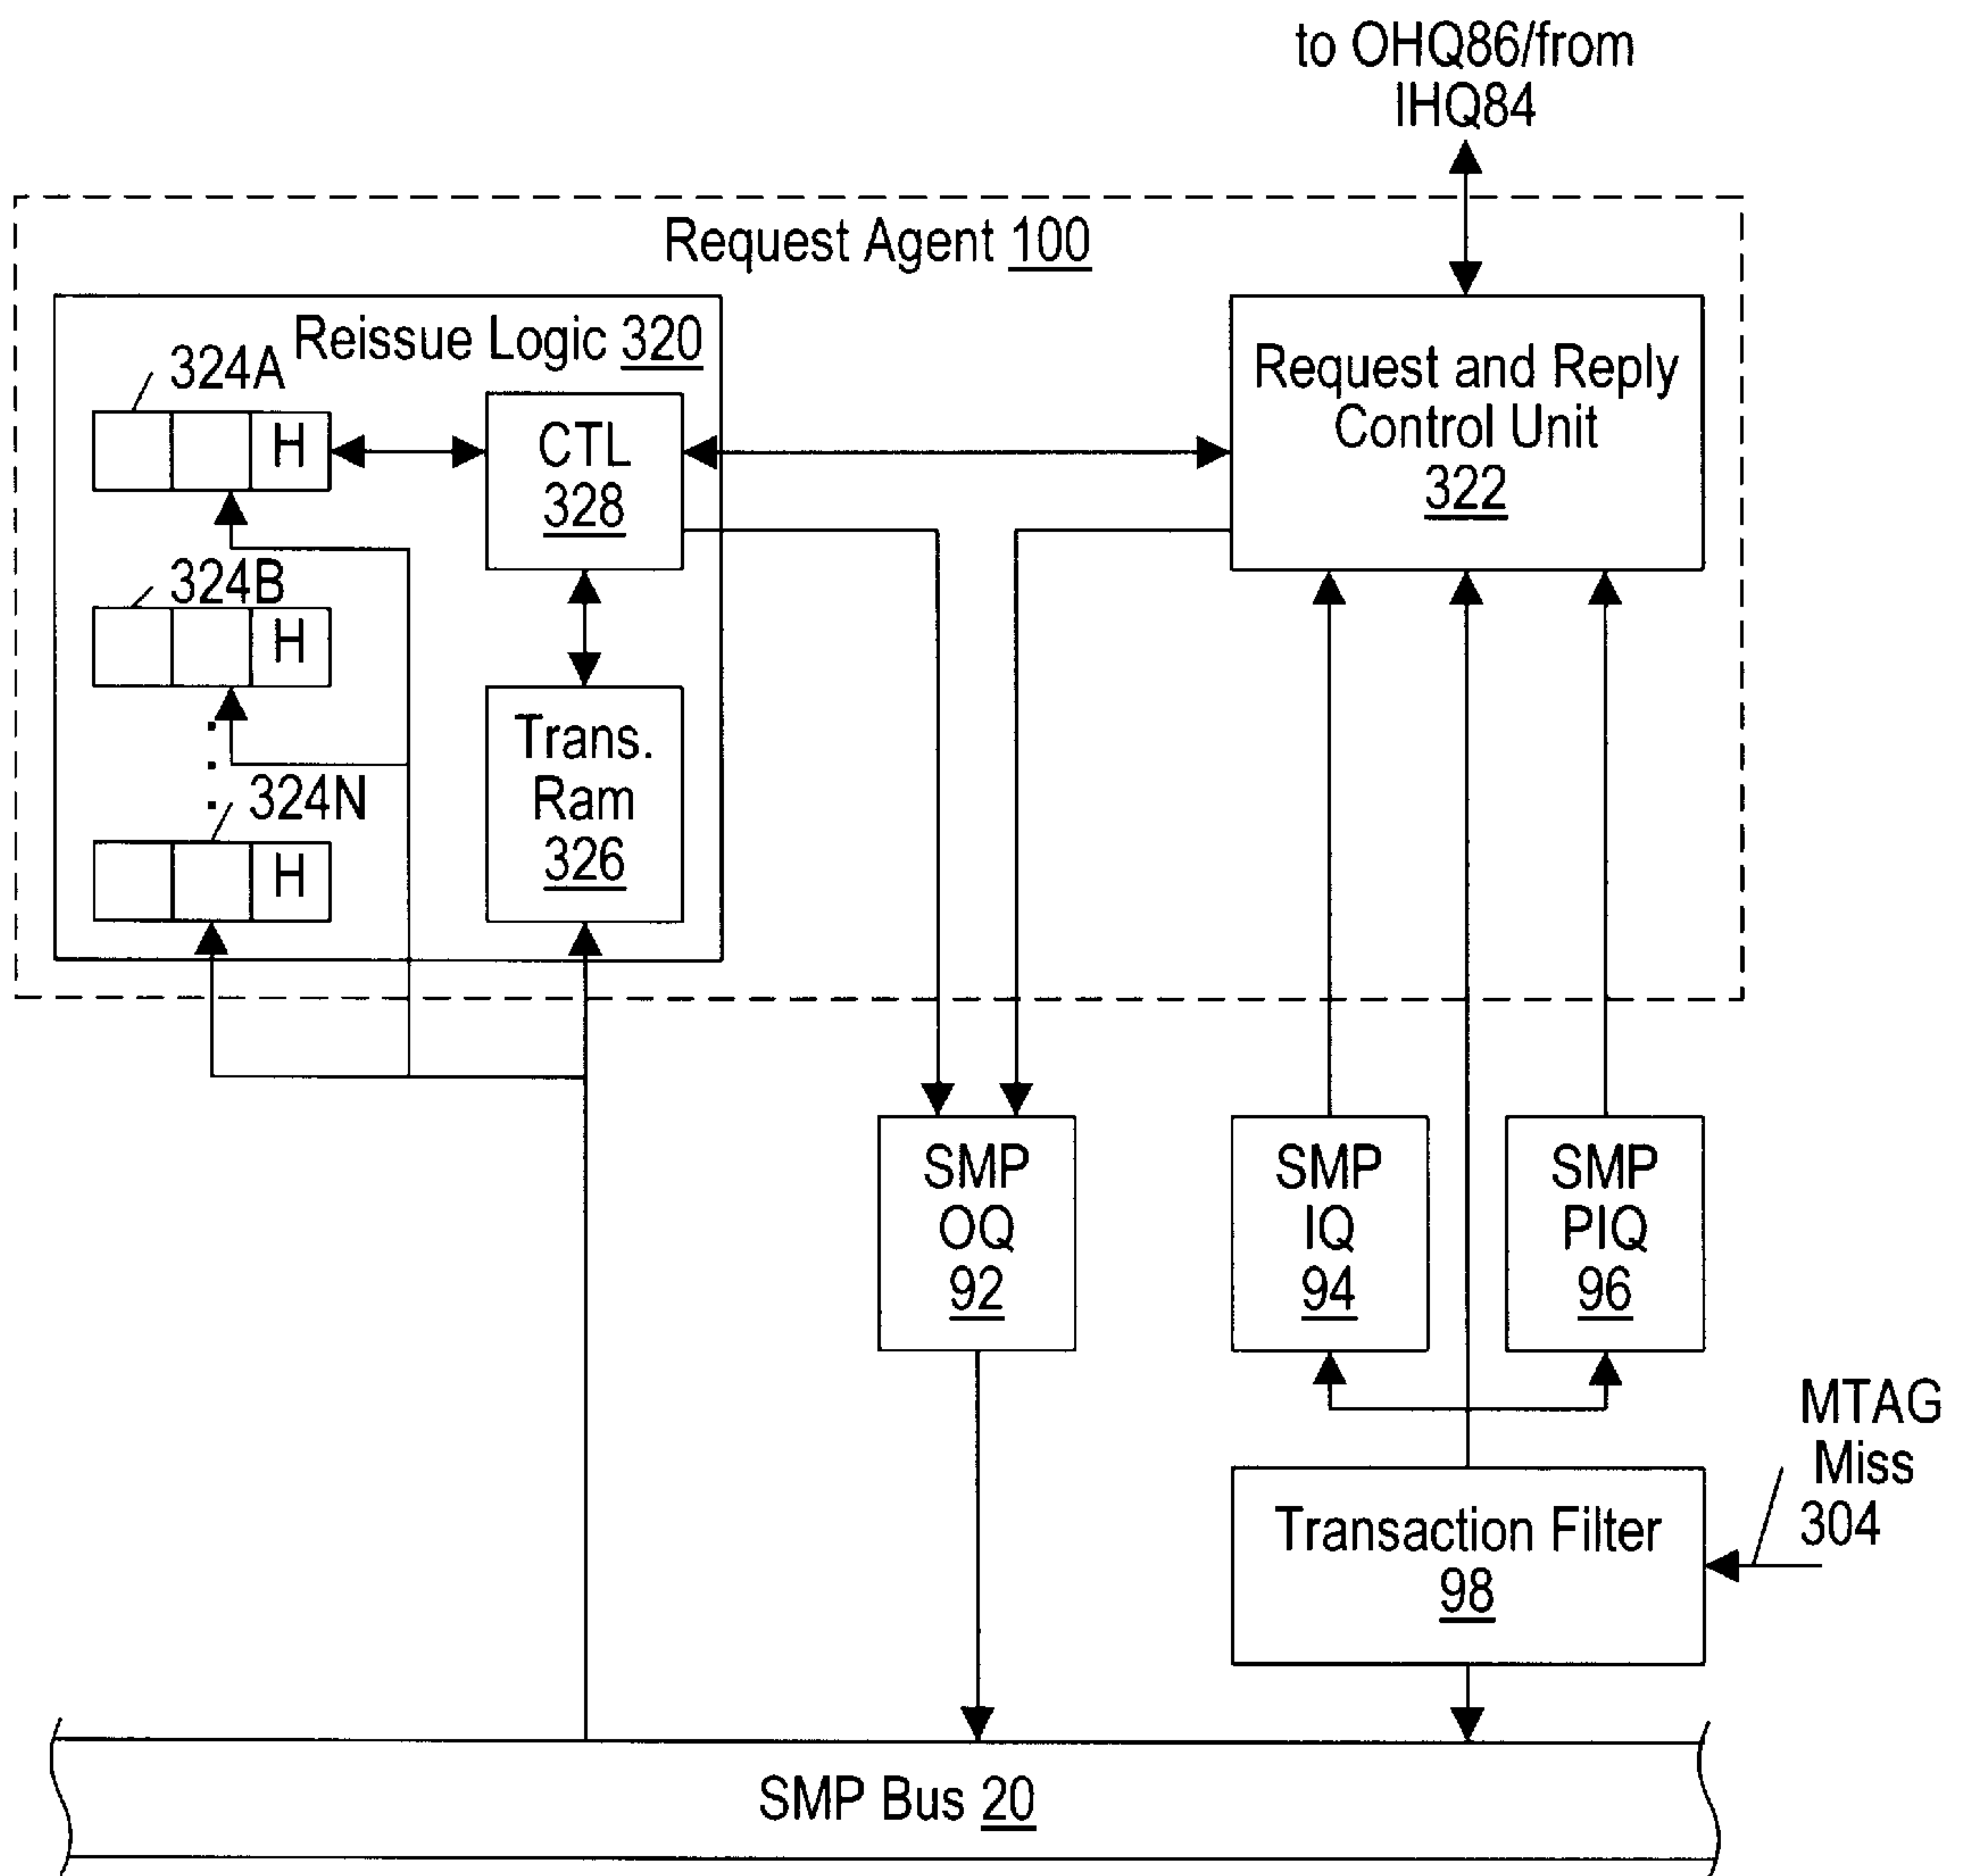 to OHQ86/from
IHQ84
Request Agent 100
Reissue Logic 320
324A
H
CTL
328
Request and Reply
Control Unit
322
324B
H
Trans.
Ram
326
324N
H
SMP
OQ
92
SMP
IQ
94
SMP
PIQ
96
MTAG
Miss
304
Transaction Filter
98
SMP Bus 20